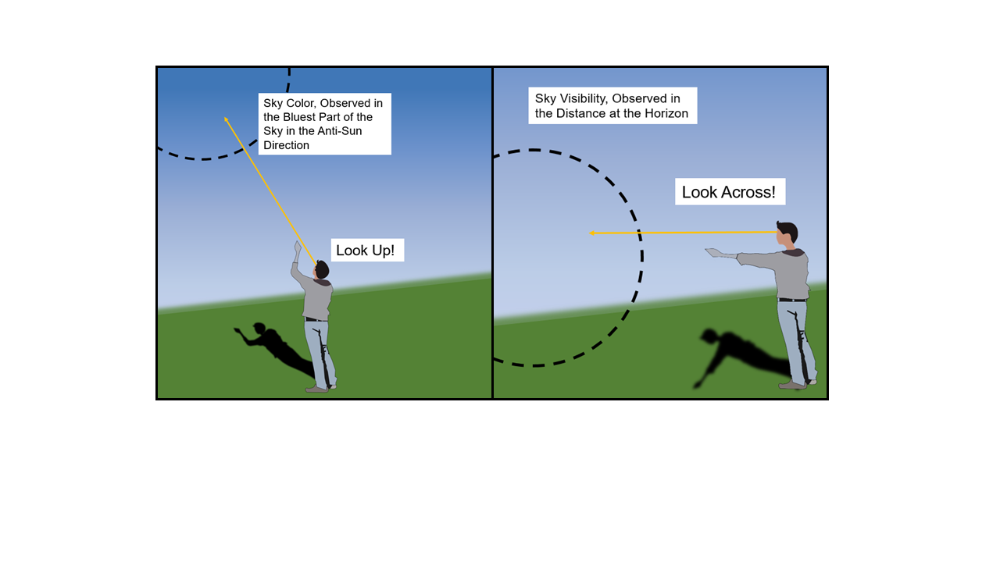 Sky Color, Observed in
the Bluest Part of the
Sky in the Anti-Sun
Direction
Look Up!
Sky Visibility, Observed in
the Distance at the Horizon
Look Across!